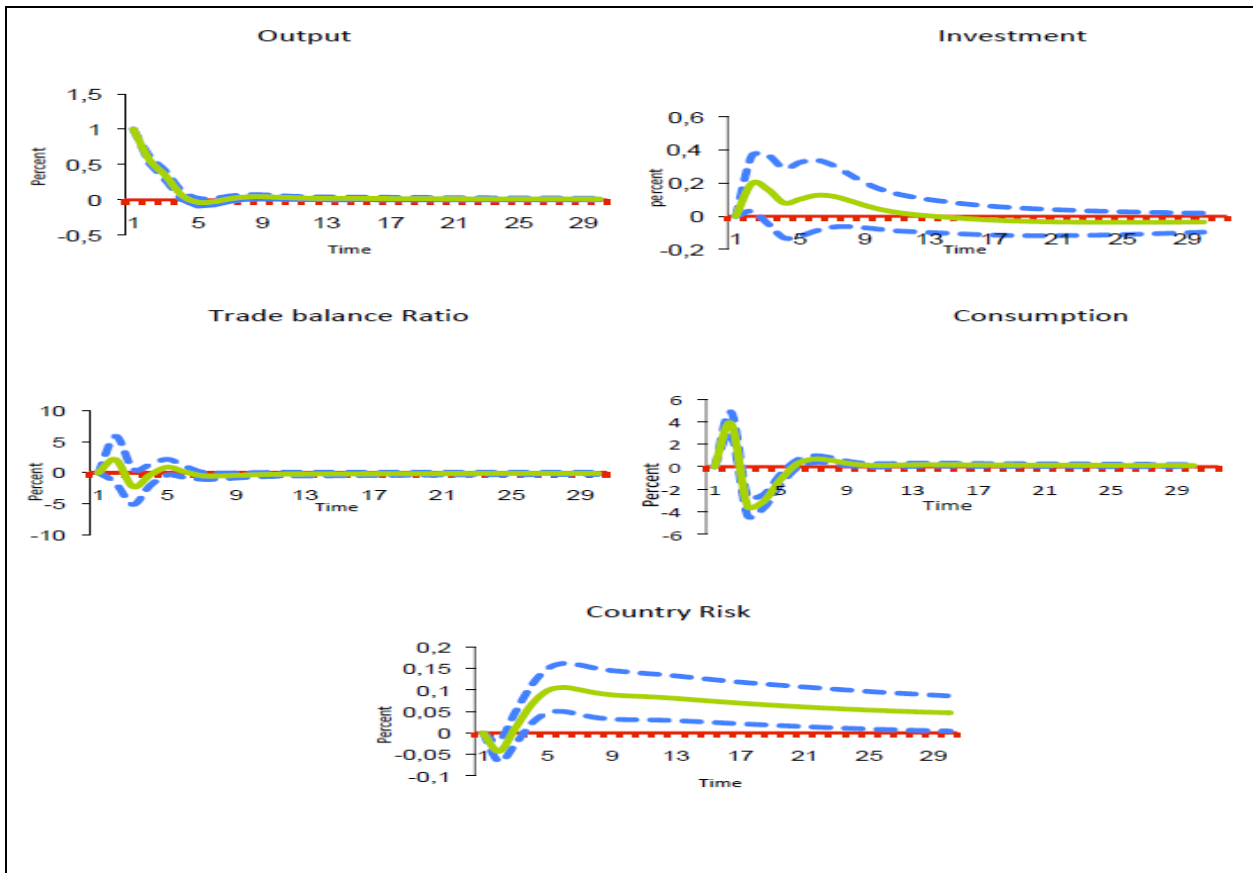 Output
1,5
1
0,5
0
-0,5
Percent
1 5 9 13 17 21 25 29
Time
Investment
0,6
0,4
0,2
0
-0,2
percent
1 5 9 13 17 21 25 29
Time
Trade balance Ratio
10
5
0
-5
-10
Percent
1 5 9 13 17 21 25 29
Time
Consumption
6
4
2
0
-2
-4
-6
Percent
1 5 9 13 17 21 25 29
Time
Country Risk
0,2
0,15
0,1
0,05
0
-0,05
-0,1
Percent
1 5 9 13 17 21 25 29
Time